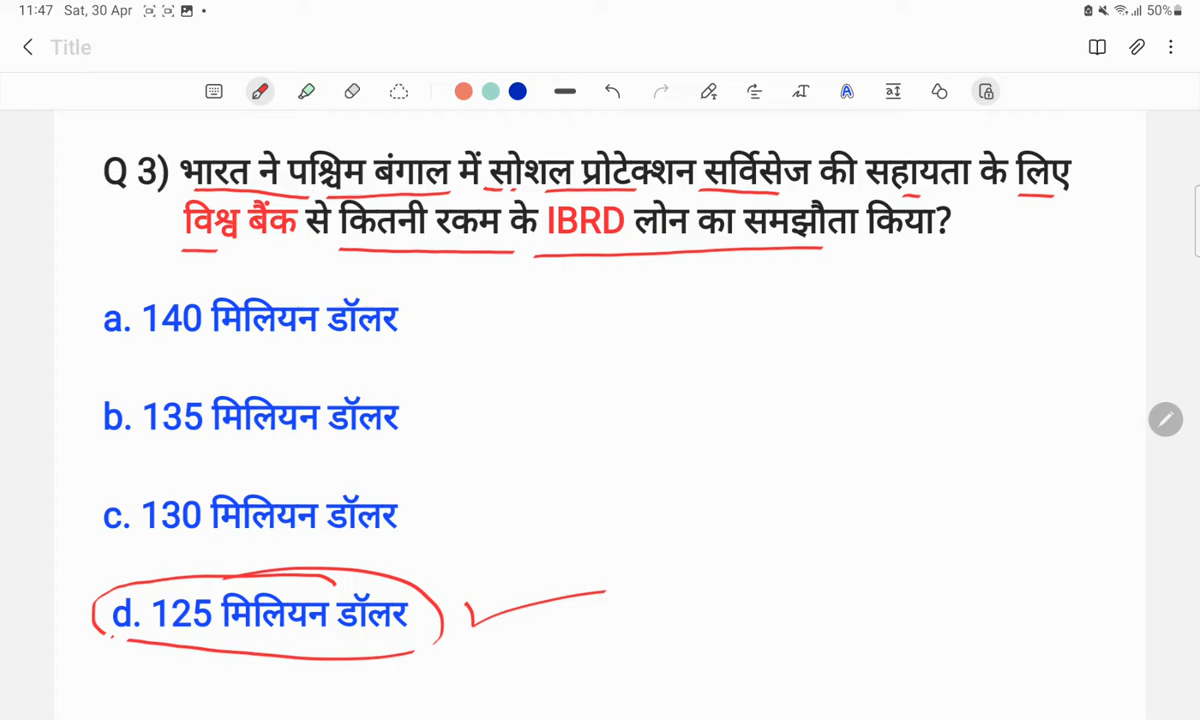 11:47 Sat, 30 Apr 50%
Title
Q 3) भारत ने पश्चिम बंगाल में सोशल प्रोटेक्शन सर्विसेज की सहायता के लिए
विश्व बैंक से कितनी रकम के IBRD लोन का समझौता किया?
a. 140 मिलियन डॉलर
b. 135 मिलियन डॉलर
c. 130 मिलियन डॉलर
d. 125 मिलियन डॉलर